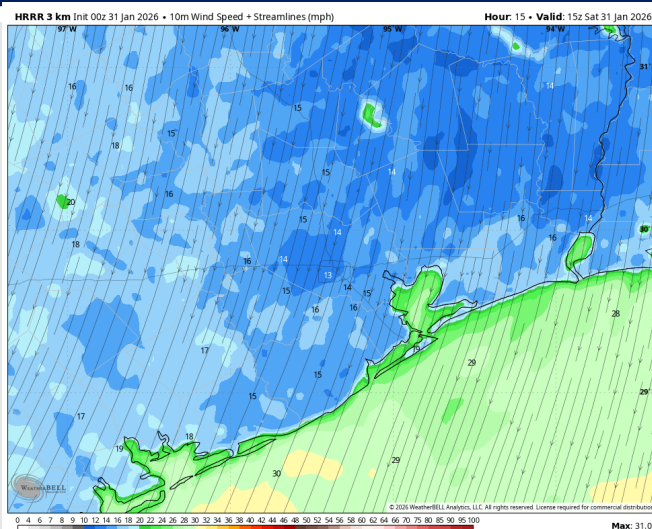 HRRR 3 km Init 00z 31 Jan 2026 • 10m Wind Speed + Streamlines (mph) Hour: 15 • Valid: 15z Sat 31 Jan 2026
97 W 96 W 95 W 94 W
31
16 16 14
15
18 15
15 14
16
20
15 16 14
14 16 30
18
16 14
13
15 14 15
16 16
28
17 19
29
15
15 29
17
18
19
29
30
WEATHERBELL
© 2026 WeatherBELL Analytics, LLC. All rights reserved. License required for commercial distribution
0 4 6 7 8 9 10 12 14 16 18 20 22 24 26 28 30 32 34 36 38 40 42 44 46 48 50 52 54 56 58 60 62 64 66 70 75 80 85 90 95 100
Max: 31.0